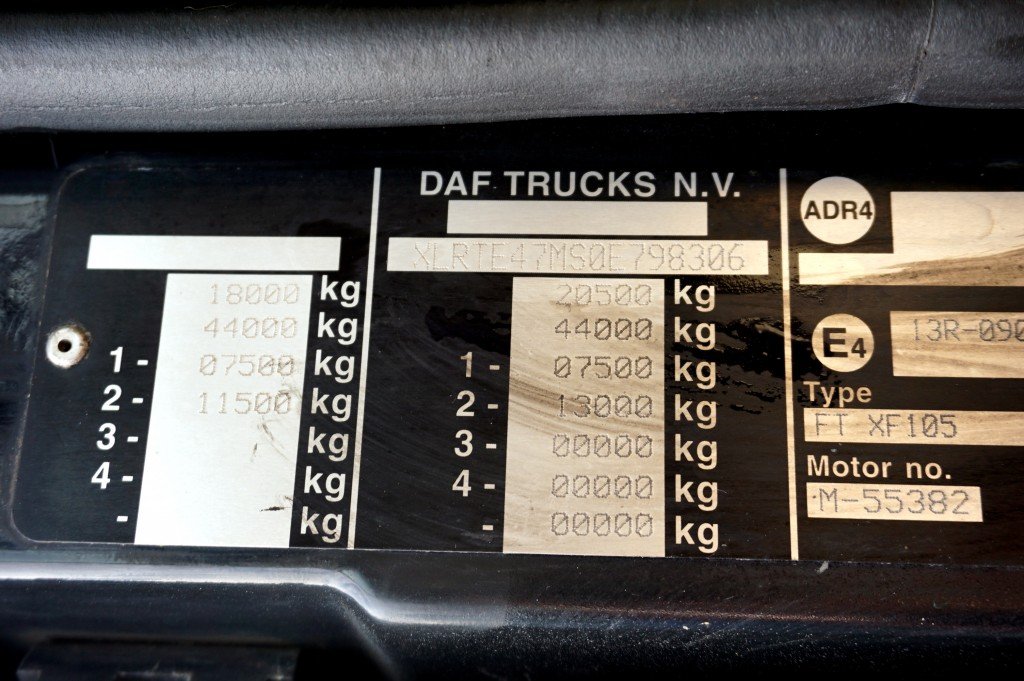 DAF TRUCKS N.V.
XLRTE47MS0E798306
18000 kg
44000 kg
1- 07500 kg
2- 11500 kg
3- kg
4- kg
- kg
20500 kg
44000 kg
1- 07500 kg
2- 13000 kg
3- 00000 kg
4- 00000 kg
- 00000 kg
ADR4
E4 13R-090
Type
FT XF105
Motor no.
M-55382